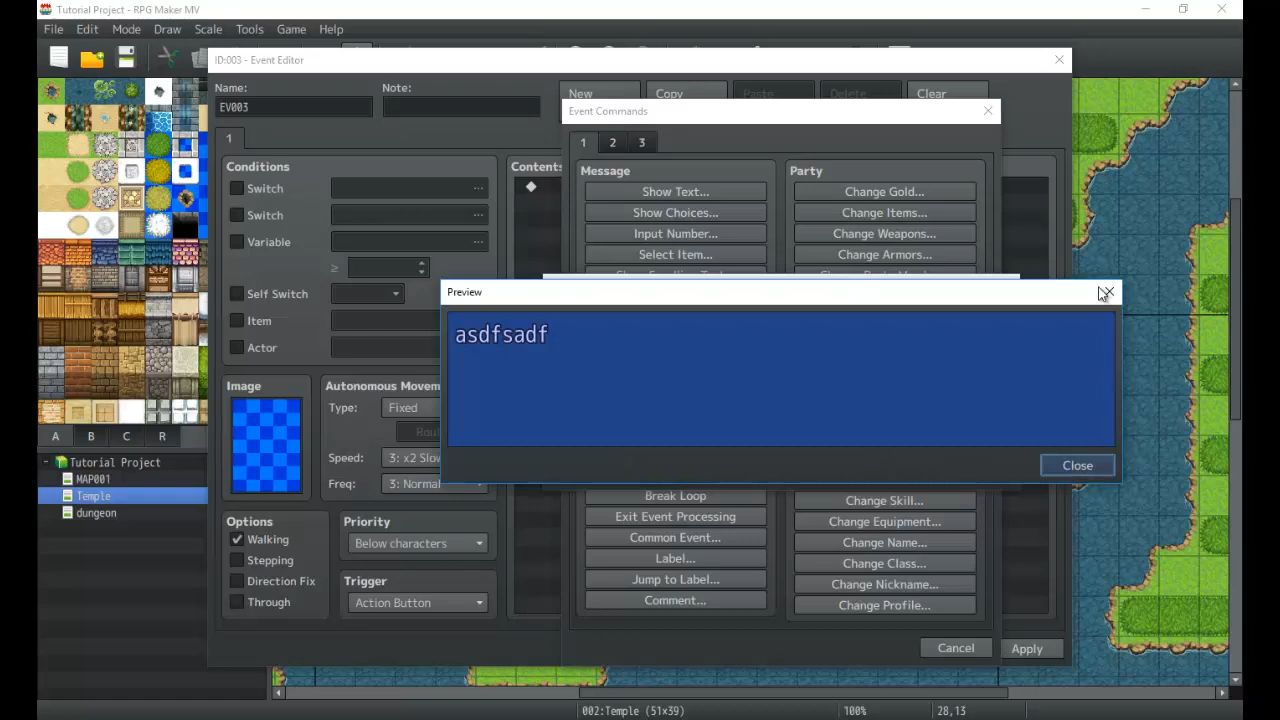 Tutorial Project - RPG Maker MV
File Edit Mode Draw Scale Tools Game Help
ID:003 - Event Editor
Name:
EV003
Note:
New
Copy
Paste
Delete
Clear
1
Conditions
Switch
...
Switch
...
Variable
...
≥
Self Switch
Item
Actor
Image
Autonomous Movem
Type: Fixed
Rout
Speed: 3: x2 Slo
Freq: 3: Normal
Options
Walking
Stepping
Direction Fix
Through
Priority
Below characters
Trigger
Action Button
Contents
Apply
Event Commands
1 2 3
Message
Show Text...
Show Choices...
Input Number...
Select Item...
Break Loop
Exit Event Processing
Common Event...
Label...
Jump to Label...
Comment...
Party
Change Gold...
Change Items...
Change Weapons...
Change Armors...
Change Skill...
Change Equipment...
Change Name...
Change Class...
Change Nickname...
Change Profile...
Cancel
Preview
asdfsadf
Close
A B C R
Tutorial Project
MAP001
Temple
dungeon
002:Temple (51x39)
100%
28,13